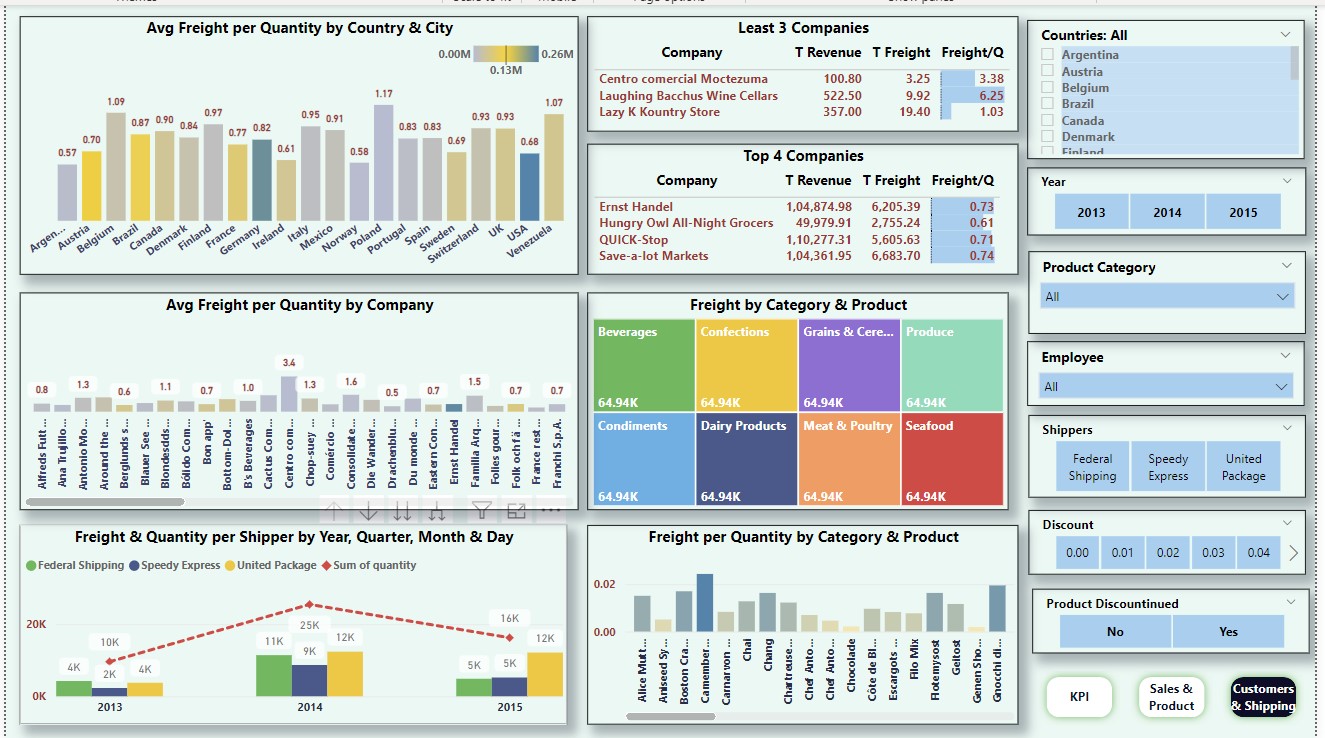 Avg Freight per Quantity by Country & City
0.00M
0.26M
0.13M
0.57
0.70
1.09
0.87
0.90
0.84
0.97
0.77
0.82
0.61
0.95
0.91
0.58
1.17
0.83
0.83
0.69
0.93
0.93
0.68
1.07
Argen...
Austria
Belgium
Brazil
Canada
Denmark
Finland
France
Germany
Ireland
Italy
Mexico
Norway
Poland
Portugal
Spain
Sweden
Switzerland
UK
USA
Venezuela
Least 3 Companies
Company T Revenue T Freight Freight/Q
Centro comercial Moctezuma 100.80 3.25 3.38
Laughing Bacchus Wine Cellars 522.50 9.92 6.25
Lazy K Kountry Store 357.00 19.40 1.03
Top 4 Companies
Company T Revenue T Freight Freight/Q
Ernst Handel 1,04,874.98 6,205.39 0.73
Hungry Owl All-Night Grocers 49,979.91 2,755.24 0.61
QUICK-Stop 1,10,277.31 5,605.63 0.71
Save-a-lot Markets 1,04,361.95 6,683.70 0.74
Avg Freight per Quantity by Company
0.8
1.3
0.6
1.1
0.7
1.0
3.4
1.3
1.6
0.5
0.7
1.5
0.7
0.7
Alfreds Futt...
Ana Trujillo...
Antonio Mo...
Around the ...
Berglunds s...
Blauer See ...
Blondesdds...
Bólido Com...
Bon app'
Bottom-Dol...
B's Beverages
Cactus Com...
Centro com...
Chop-suey ...
Comércio ...
Consolidate...
Die Wander...
Drachenblu...
Du monde ...
Eastern Con...
Ernst Handel
Familia Arq...
Folies gour...
Folk och fä ...
France rest...
Franchi S.p.A.
Freight by Category & Product
Beverages
64.94K
Confections
64.94K
Grains & Cere...
64.94K
Produce
64.94K
Condiments
64.94K
Dairy Products
64.94K
Meat & Poultry
64.94K
Seafood
64.94K
Freight & Quantity per Shipper by Year, Quarter, Month & Day
Federal Shipping Speedy Express United Package Sum of quantity
20K
0K
4K
10K
2K
4K
11K
25K
9K
12K
5K
16K
5K
12K
2013
2014
2015
Freight per Quantity by Category & Product
0.02
0.00
Alice Mutt...
Aniseed Sy...
Boston Cra...
Camember...
Carnarvon ...
Chai
Chang
Chartreuse...
Chef Anto...
Chef Anto...
Chocolade
Côte de Bl...
Escargots ...
Filo Mix
Flotemysost
Geitost
Genen Sho...
Gnocchi di...
Countries: All
Argentina
Austria
Belgium
Brazil
Canada
Denmark
Finland
Year
2013
2014
2015
Product Category
All
Employee
All
Shippers
Federal Shipping
Speedy Express
United Package
Discount
0.00
0.01
0.02
0.03
0.04
Product Discountinued
No
Yes
KPI
Sales & Product
Customers & Shipping